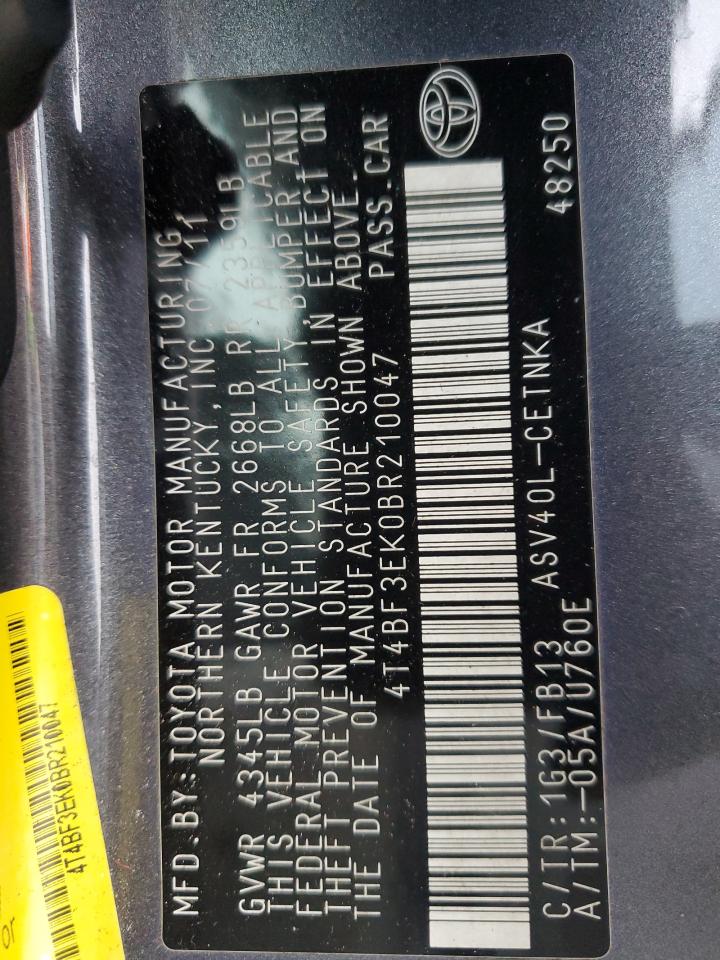 MFD.BY:TOYOTA MOTOR MANUFACTURING,
NORTHERN KENTUCKY, INC 07/11
GVWR 4345LB GAWR FR 2668LB RR 2359LB
THIS VEHICLE CONFORMS TO ALL APPLICABLE
FEDERAL MOTOR VEHICLE SAFETY, BUMPER AND
THEFT PREVENTION STANDARDS IN EFFECT ON
THE DATE OF MANUFACTURE SHOWN ABOVE.
4T4BF3EK0BR210047 PASS.CAR
C/TR:1G3/FB13 ASV40L-CETNKA 48250
A/TM:-05A/U760E
4T4BF3EK0BR210047
or